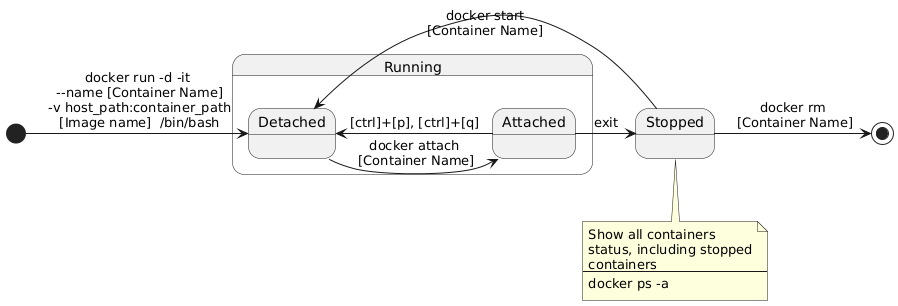 docker start
[Container Name]
docker run -d -it
--name [Container Name]
-v host_path:container_path
[Image name]  /bin/bash
Running
Detached
[ctrl]+[p], [ctrl]+[q]
docker attach
[Container Name]
Attached
exit
Stopped
docker rm
[Container Name]
Show all containers
status, including stopped
containers
docker ps -a